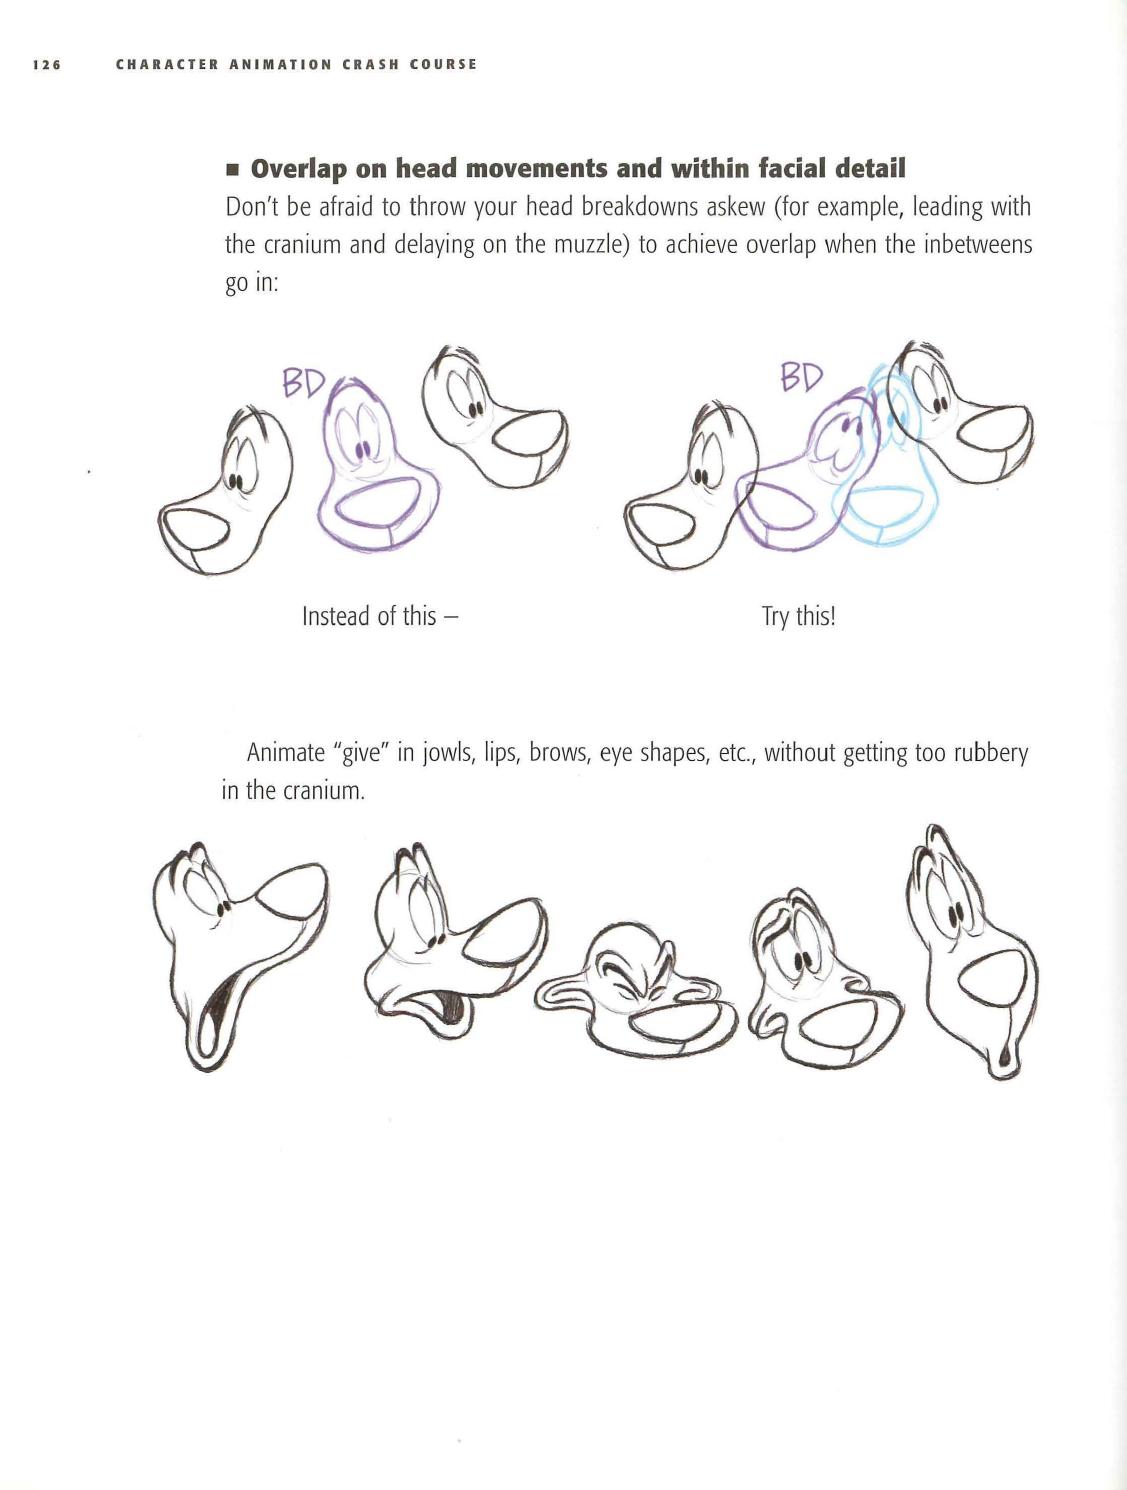 126 CHARACTER ANIMATION CRASH COURSE
■ Overlap on head movements and within facial detail
Don't be afraid to throw your head breakdowns askew (for example, leading with
the cranium and delaying on the muzzle) to achieve overlap when the inbetweens
go in:
BD
BD
Instead of this –
Try this!
Animate "give" in jowls, lips, brows, eye shapes, etc., without getting too rubbery
in the cranium.